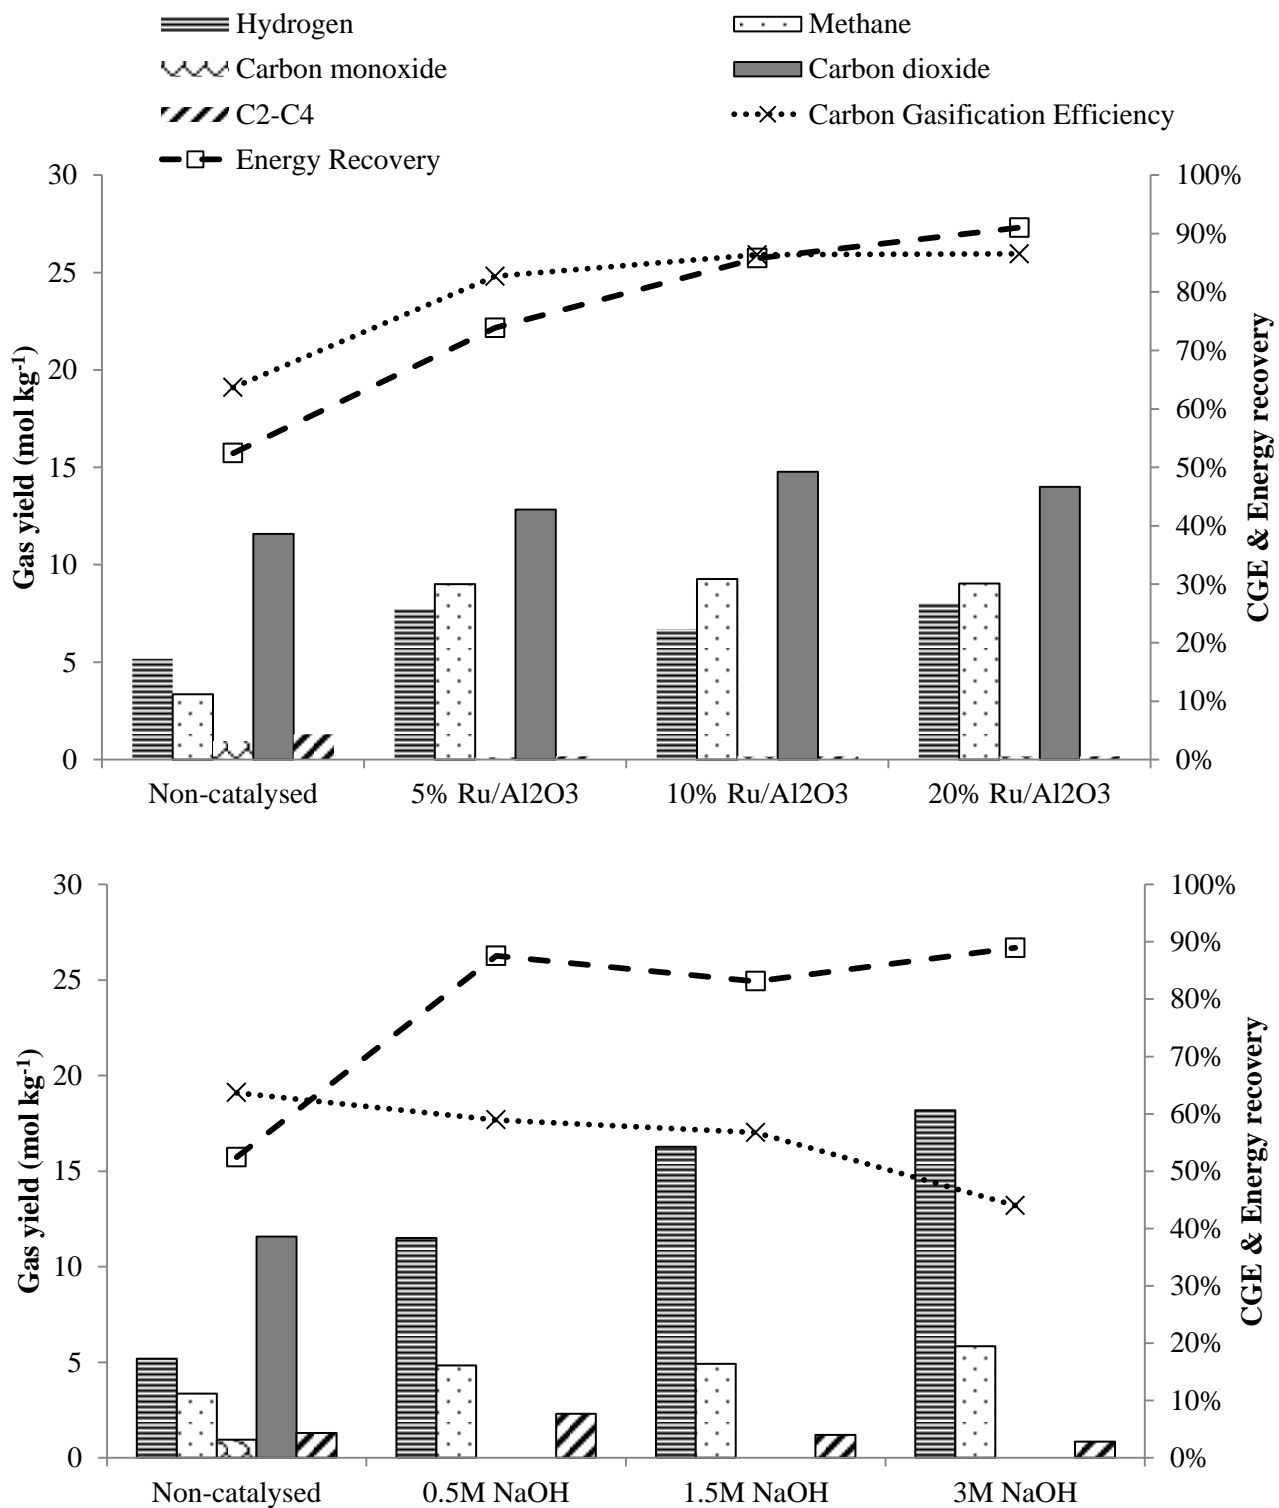 Hydrogen
Methane
Carbon monoxide
Carbon dioxide
C2-C4
Carbon Gasification Efficiency
Energy Recovery
30
25
20
15
10
5
0
Gas yield (mol kg-1)
100%
90%
80%
70%
60%
50%
40%
30%
20%
10%
0%
CGE & Energy recovery
Non-catalysed
5% Ru/Al2O3
10% Ru/Al2O3
20% Ru/Al2O3
30
25
20
15
10
5
0
Gas yield (mol kg-1)
100%
90%
80%
70%
60%
50%
40%
30%
20%
10%
0%
CGE & Energy recovery
Non-catalysed
0.5M NaOH
1.5M NaOH
3M NaOH